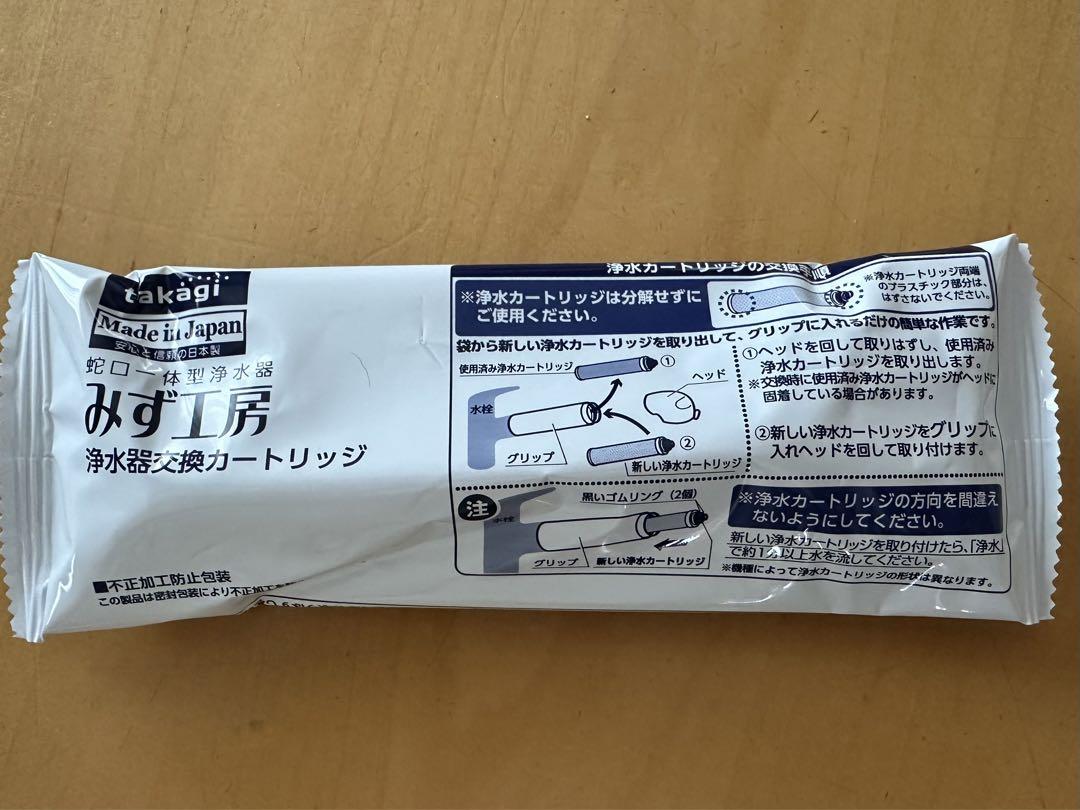 takagi
Made in Japan
安心と信頼の日本製
蛇口一体型浄水器
みず工房
浄水器交換カートリッジ
■不正加工防止包装
この製品は密封包装により不正加工を
浄水カートリッジの交換
※浄水カートリッジは分解せずに
ご使用ください。
※浄水カートリッジ両端
のプラスチック部分は、
はずさないでください。
袋から新しい浄水カートリッジを取り出して、グリップに入れるだけの簡単な作業です。
使用済み浄水カートリッジ
①
ヘッド
水栓
グリップ
②
新しい浄水カートリッジ
①ヘッドを回して取りはずし、使用済み
浄水カートリッジを取り出します。
※交換時に使用済み浄水カートリッジがヘッドに
固着している場合があります。
②新しい浄水カートリッジをグリップに
入れヘッドを回して取り付けます。
注
水栓
黒いゴムリング(2個)
グリップ
新しい浄水カートリッジ
※浄水カートリッジの方向を間違え
ないようにしてください。
新しい浄水カートリッジを取り付けたら、「浄水」
で約1分以上水を流してください。
※機種によって浄水カートリッジの形状は異なります。